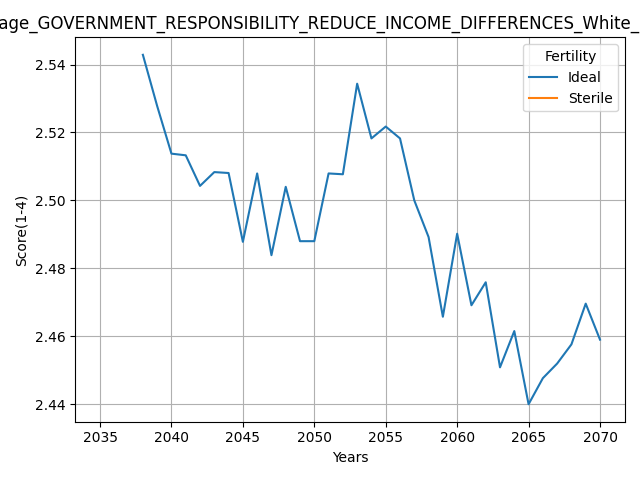 age_GOVERNMENT_RESPONSIBILITY_REDUCE_INCOME_DIFFERENCES_White_
Fertility
Ideal
Sterile
Score(1-4)
2.54
2.52
2.50
2.48
2.46
2.44
2035 2040 2045 2050 2055 2060 2065 2070
Years